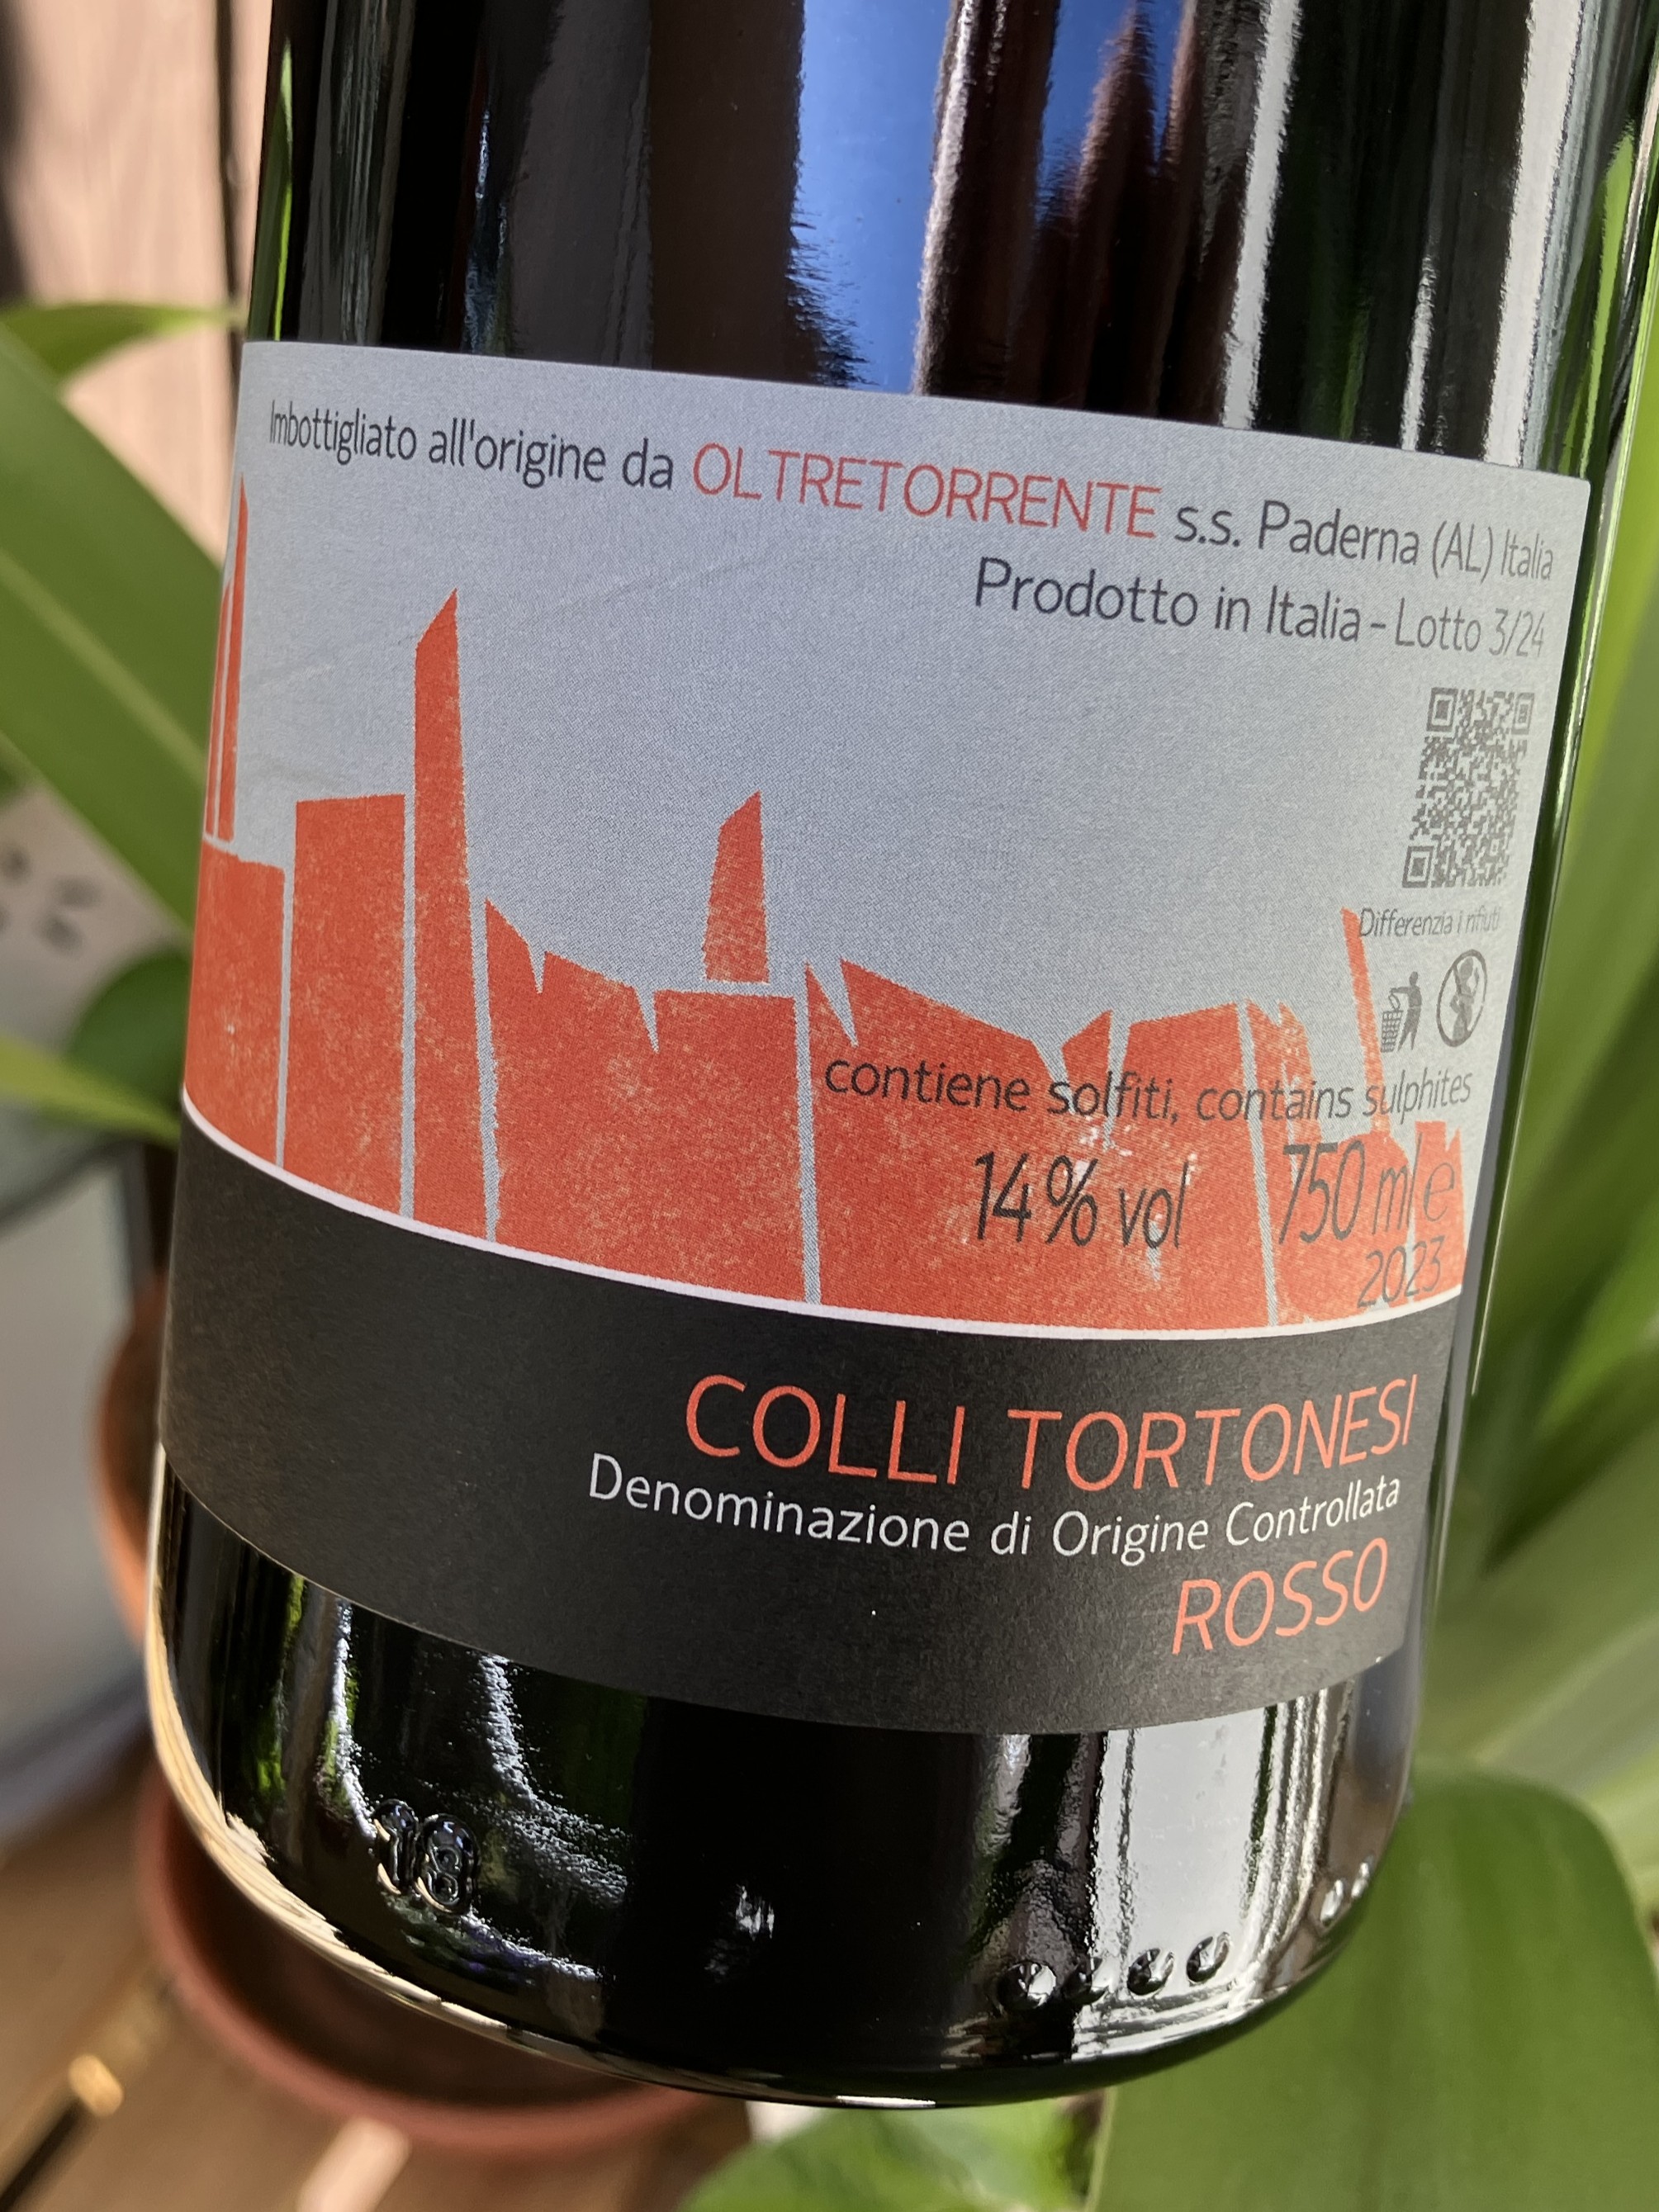 Imbottigliato all'origine da OLTRETORRENTE s.s. Paderna (AL) Italia
Prodotto in Italia - Lotto 3/24
Differenzia i rifiuti
contiene solfiti, contains sulphites
14% vol 750 ml e
2023
COLLI TORTONESI
Denominazione di Origine Controllata
ROSSO
18